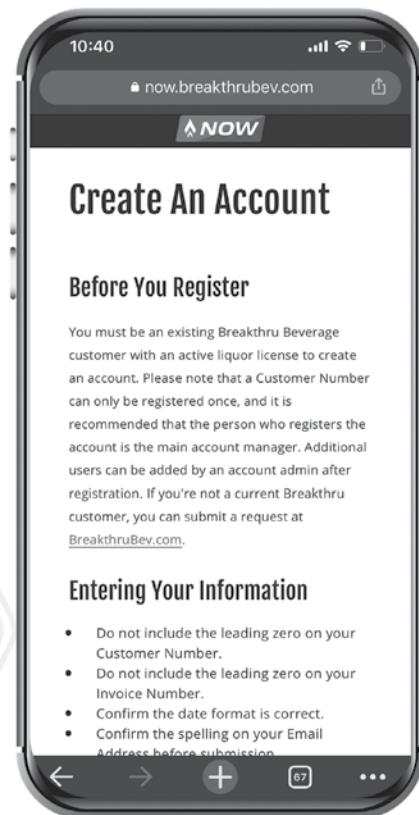 10:40
now.breakthrubev.com
NOW
Create An Account
Before You Register
You must be an existing Breakthru Beverage
customer with an active liquor license to create
an account. Please note that a Customer Number
can only be registered once, and it is
recommended that the person who registers the
account is the main account manager. Additional
users can be added by an account admin after
registration. If you're not a current Breakthru
customer, you can submit a request at
BreakthruBev.com.
Entering Your Information
• Do not include the leading zero on your
Customer Number.
• Do not include the leading zero on your
Invoice Number.
• Confirm the date format is correct.
• Confirm the spelling on your Email
Address before submission
67